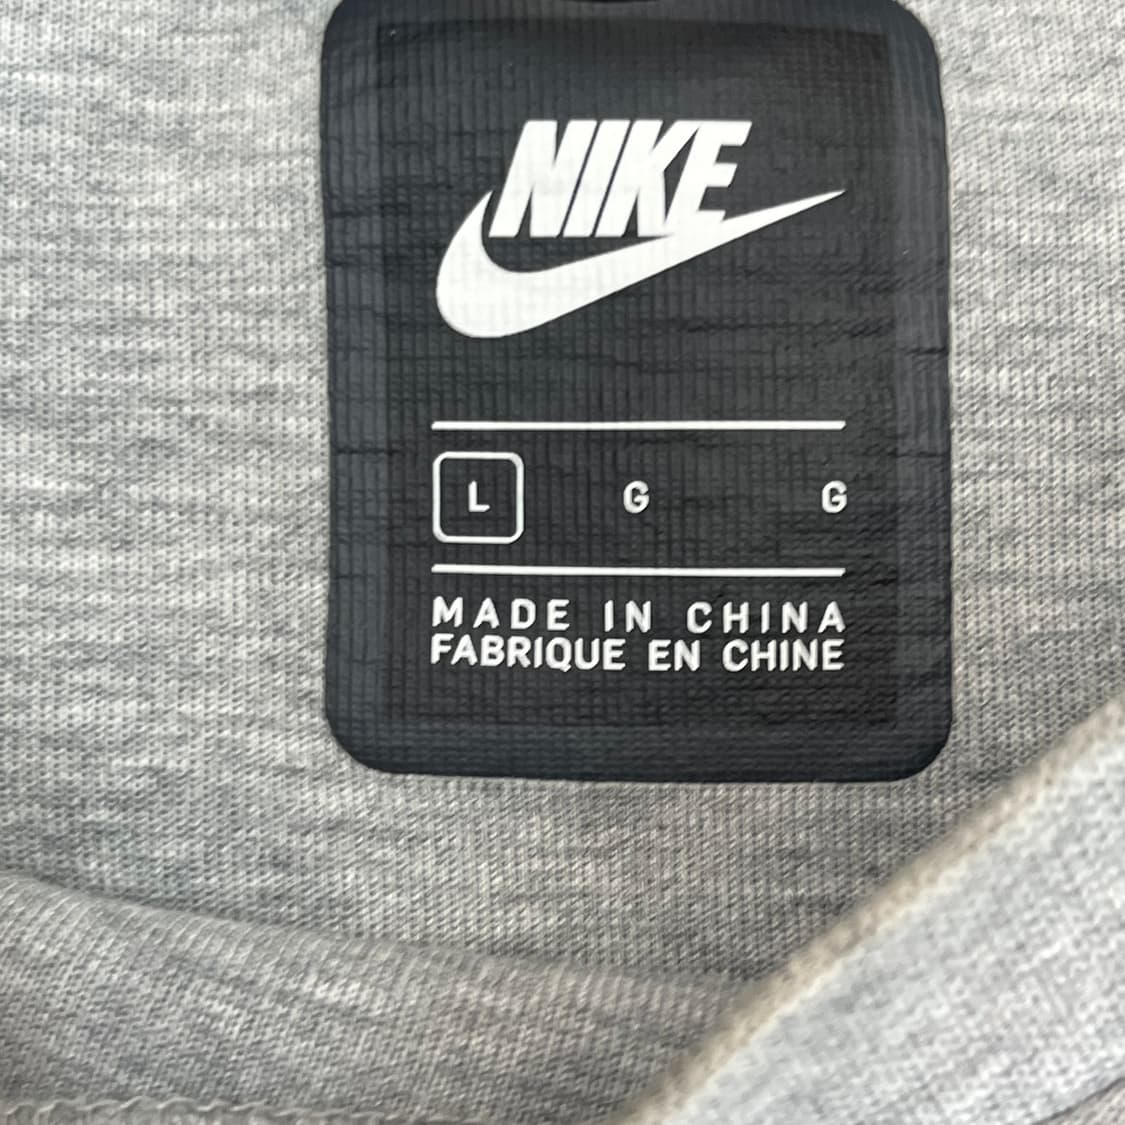 NIKE
L G G
MADE IN CHINA
FABRIQUE EN CHINE